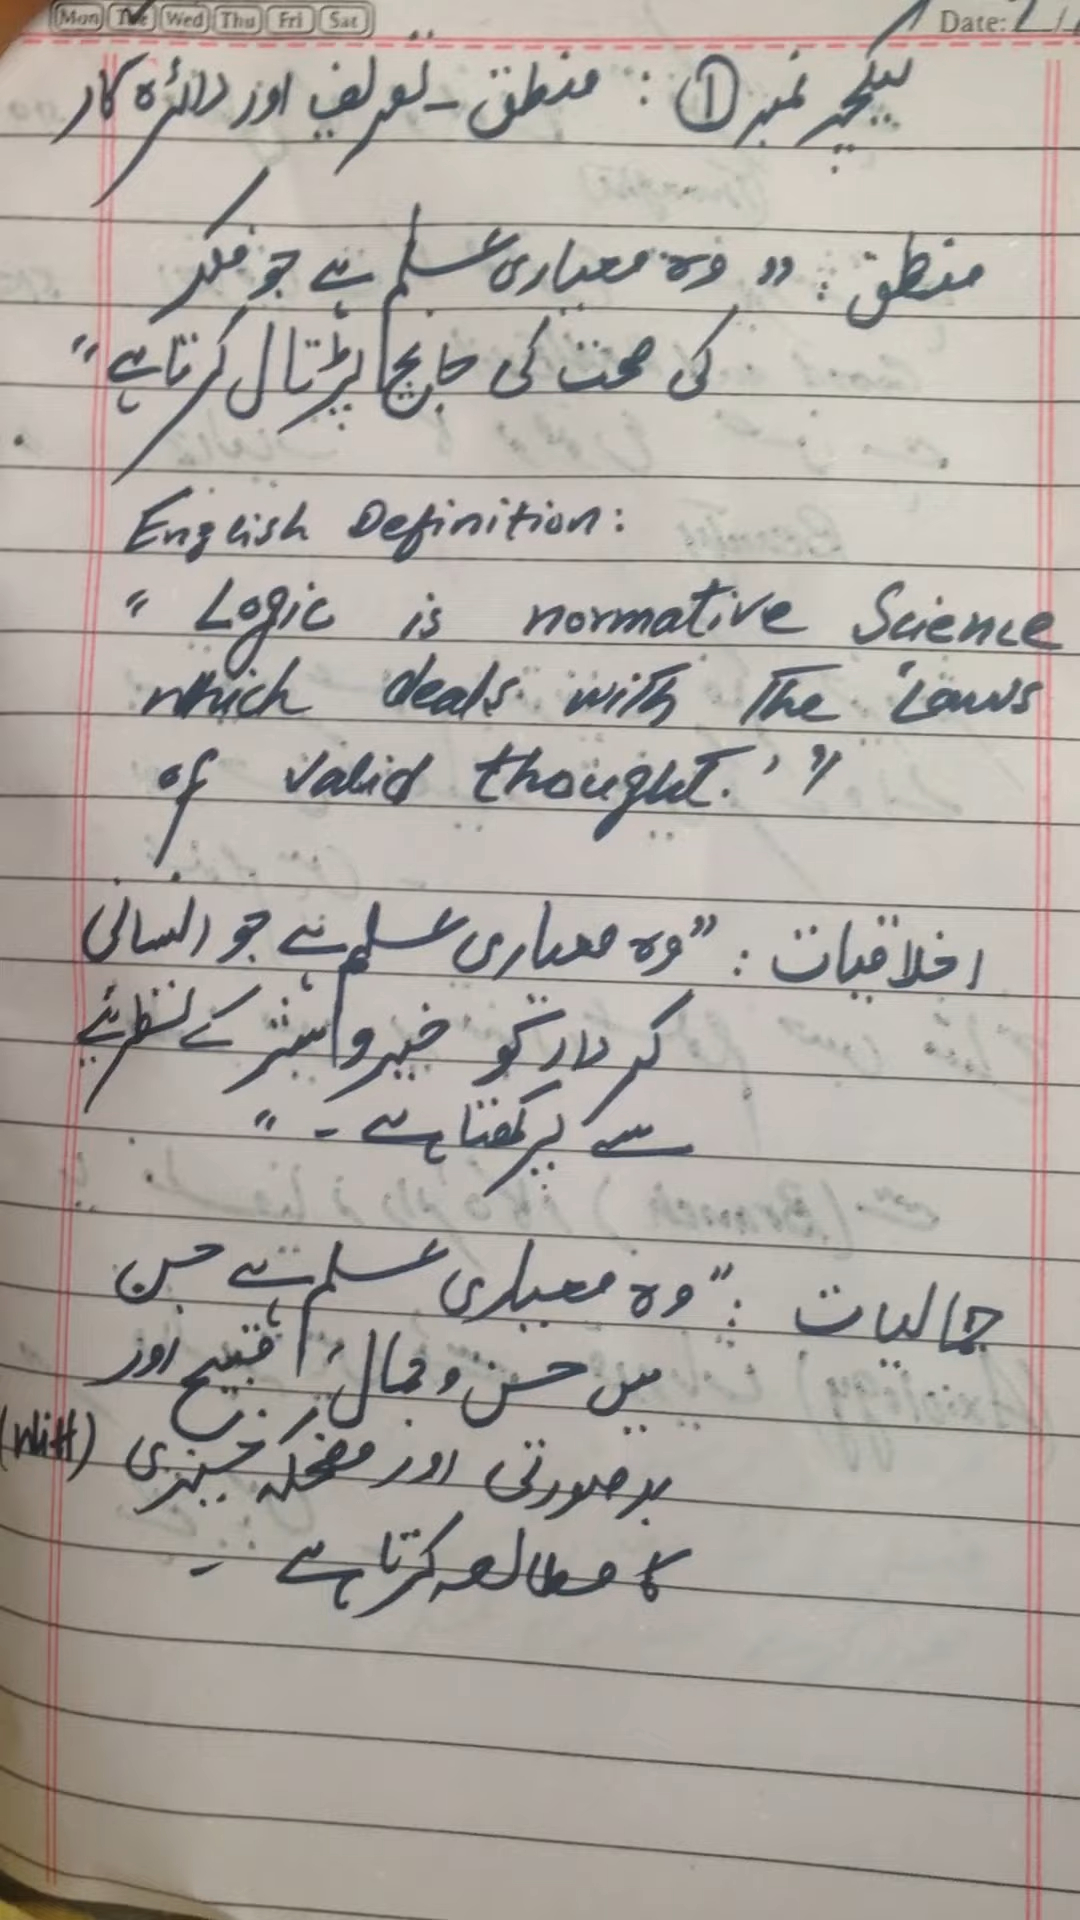 Mon Tue Wed Thu Fri Sat Date:
لیکچر نمبر ①: منطق - تعریف اور دائرہ کار
منطق: "وہ معیاری علم ہے جو فکر
کی صحت کی جانچ پڑتال کرتا ہے"
English Definition:
"Logic is normative Science
which deals with The 'Laws
of valid thought.'"
اخلاقیات: "وہ معیاری علم ہے جو انسانی
کردار کو خیر و شر کے نظریے
سے پرکھتا ہے۔"
جمالیات: "وہ معیاری علم ہے جس
میں حسن و جمال، قبیح اور
بدصورتی اور مضحکہ خیزی (Witt)
کا مطالعہ کرتا ہے ۔